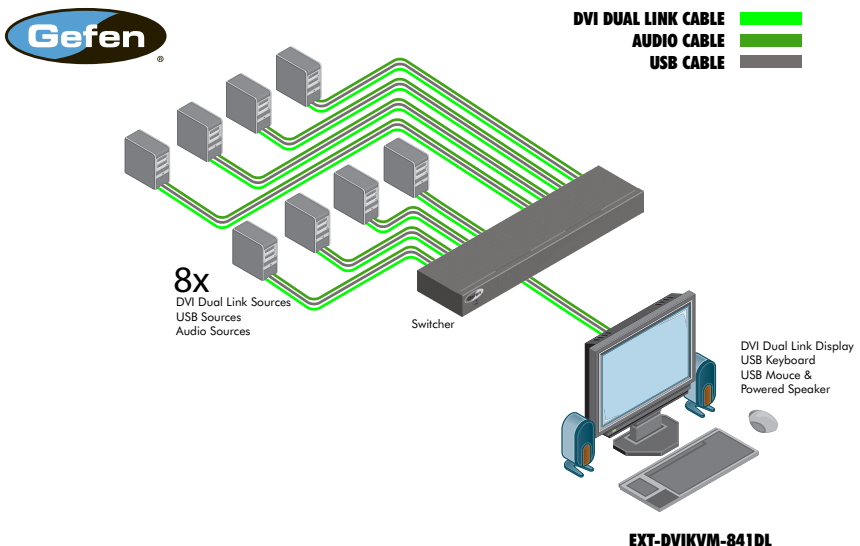 Gefen
®
DVI DUAL LINK CABLE
AUDIO CABLE
USB CABLE
8x
DVI Dual Link Sources
USB Sources
Audio Sources
Switcher
DVI Dual Link Display
USB Keyboard
USB Mouce &
Powered Speaker
EXT-DVIKVM-841DL